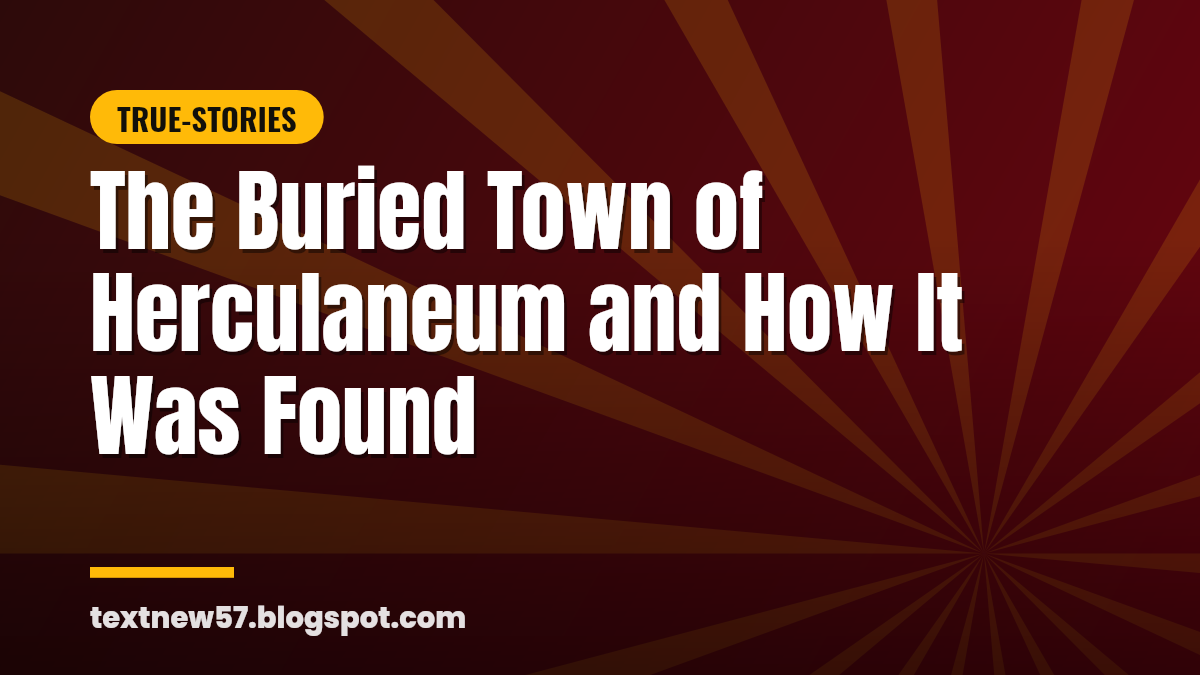 TRUE-STORIES
The Buried Town of
Herculaneum and How It
Was Found
textnew57.blogspot.com